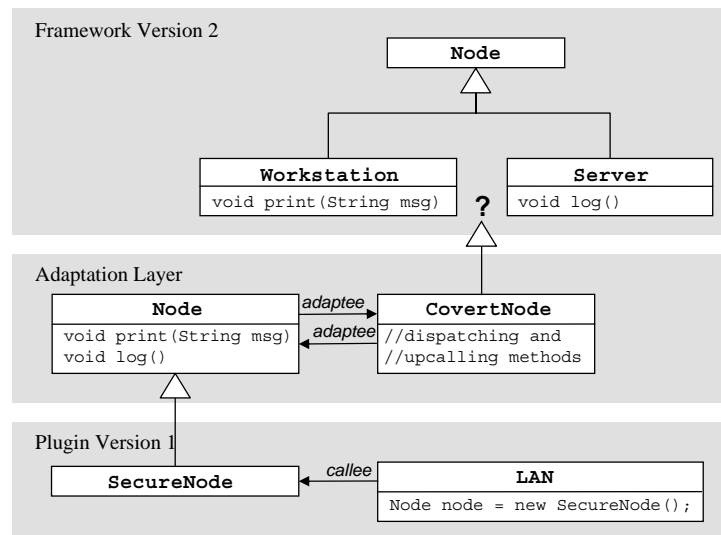 Framework Version 2
Node
Workstation
void print(String msg)
Server
void log()
?
Adaptation Layer
Node
void print(String msg)
void log()
adaptee
adaptee
CovertNode
//dispatching and
//upcalling methods
Plugin Version 1
SecureNode
callee
LAN
Node node = new SecureNode();